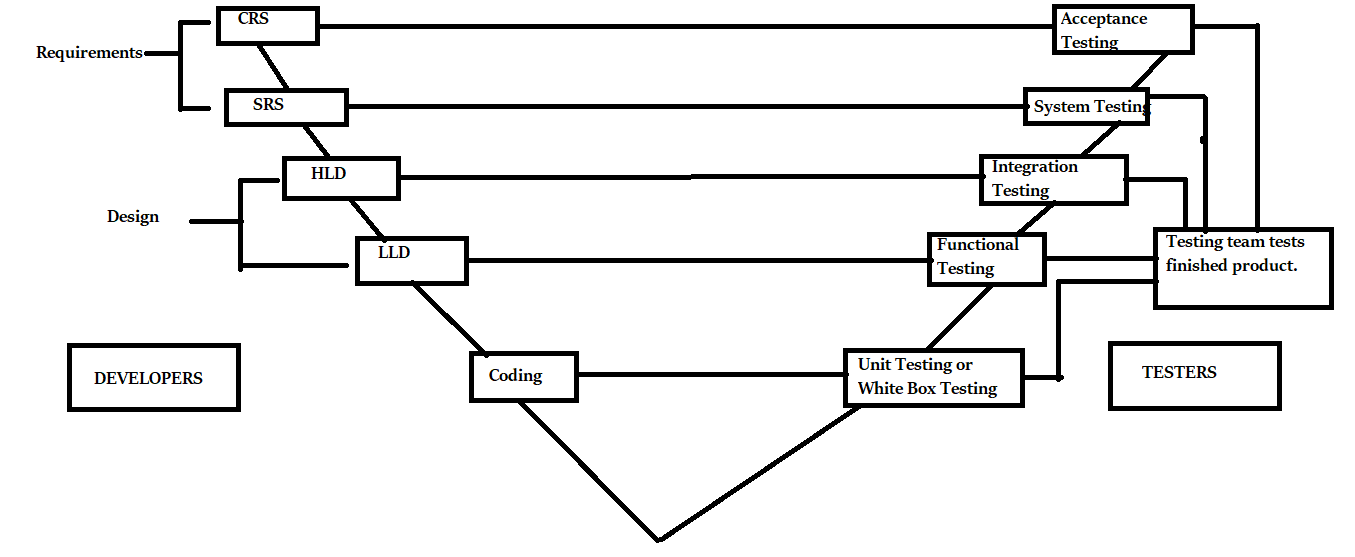 CRS
Acceptance
Testing
Requirements
SRS
System Testing
HLD
Integration
Testing
Design
LLD
Functional
Testing
Testing team tests
finished product.
DEVELOPERS
Coding
Unit Testing or
White Box Testing
TESTERS